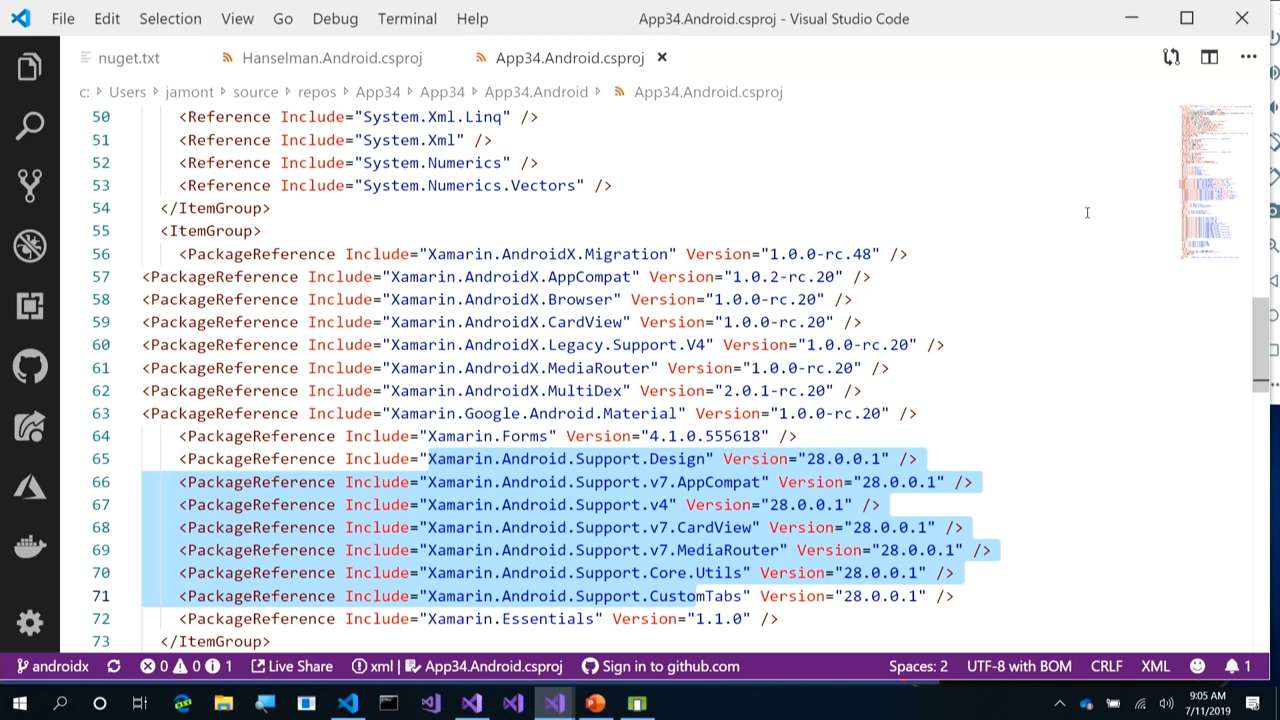 File Edit Selection View Go Debug Terminal Help App34.Android.csproj - Visual Studio Code
nuget.txt Hanselman.Android.csproj App34.Android.csproj
c: Users jamont source repos App34 App34 App34.Android App34.Android.csproj
50 <Reference Include="System.Xml.Linq" />
51 <Reference Include="System.Xml" />
52 <Reference Include="System.Numerics" />
53 <Reference Include="System.Numerics.Vectors" />
54 </ItemGroup>
55 <ItemGroup>
56 <PackageReference Include="Xamarin.AndroidX.Migration" Version="1.0.0-rc.48" />
57 <PackageReference Include="Xamarin.AndroidX.AppCompat" Version="1.0.2-rc.20" />
58 <PackageReference Include="Xamarin.AndroidX.Browser" Version="1.0.0-rc.20" />
59 <PackageReference Include="Xamarin.AndroidX.CardView" Version="1.0.0-rc.20" />
60 <PackageReference Include="Xamarin.AndroidX.Legacy.Support.V4" Version="1.0.0-rc.20" />
61 <PackageReference Include="Xamarin.AndroidX.MediaRouter" Version="1.0.0-rc.20" />
62 <PackageReference Include="Xamarin.AndroidX.MultiDex" Version="2.0.1-rc.20" />
63 <PackageReference Include="Xamarin.Google.Android.Material" Version="1.0.0-rc.20" />
64 <PackageReference Include="Xamarin.Forms" Version="4.1.0.555618" />
65 <PackageReference Include="Xamarin.Android.Support.Design" Version="28.0.0.1" />
66 <PackageReference Include="Xamarin.Android.Support.v7.AppCompat" Version="28.0.0.1" />
67 <PackageReference Include="Xamarin.Android.Support.v4" Version="28.0.0.1" />
68 <PackageReference Include="Xamarin.Android.Support.v7.CardView" Version="28.0.0.1" />
69 <PackageReference Include="Xamarin.Android.Support.v7.MediaRouter" Version="28.0.0.1" />
70 <PackageReference Include="Xamarin.Android.Support.Core.Utils" Version="28.0.0.1" />
71 <PackageReference Include="Xamarin.Android.Support.CustomTabs" Version="28.0.0.1" />
72 <PackageReference Include="Xamarin.Essentials" Version="1.1.0" />
73 </ItemGroup>
androidx 0 0 1 Live Share xml | App34.Android.csproj Sign in to github.com Spaces: 2 UTF-8 with BOM CRLF XML 1
9:05 AM
7/11/2019